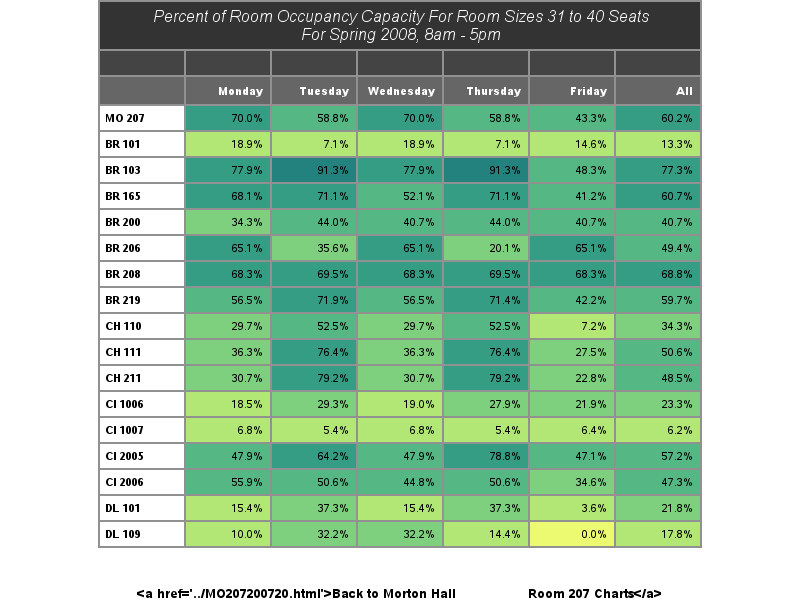 Percent of Room Occupancy Capacity For Room Sizes 31 to 40 Seats
For Spring 2008, 8am - 5pm
Monday Tuesday Wednesday Thursday Friday All
MO 207 70.0% 58.8% 70.0% 58.8% 43.3% 60.2%
BR 101 18.9% 7.1% 18.9% 7.1% 14.6% 13.3%
BR 103 77.9% 91.3% 77.9% 91.3% 48.3% 77.3%
BR 165 68.1% 71.1% 52.1% 71.1% 41.2% 60.7%
BR 200 34.3% 44.0% 40.7% 44.0% 40.7% 40.7%
BR 206 65.1% 35.6% 65.1% 20.1% 65.1% 49.4%
BR 208 68.3% 69.5% 68.3% 69.5% 68.3% 68.8%
BR 219 56.5% 71.9% 56.5% 71.4% 42.2% 59.7%
CH 110 29.7% 52.5% 29.7% 52.5% 7.2% 34.3%
CH 111 36.3% 76.4% 36.3% 76.4% 27.5% 50.6%
CH 211 30.7% 79.2% 30.7% 79.2% 22.8% 48.5%
CI 1006 18.5% 29.3% 19.0% 27.9% 21.9% 23.3%
CI 1007 6.8% 5.4% 6.8% 5.4% 6.4% 6.2%
CI 2005 47.9% 64.2% 47.9% 78.8% 47.1% 57.2%
CI 2006 55.9% 50.6% 44.8% 50.6% 34.6% 47.3%
DL 101 15.4% 37.3% 15.4% 37.3% 3.6% 21.8%
DL 109 10.0% 32.2% 32.2% 14.4% 0.0% 17.8%
<a href='../MO207200720.html'>Back to Morton Hall Room 207 Charts</a>